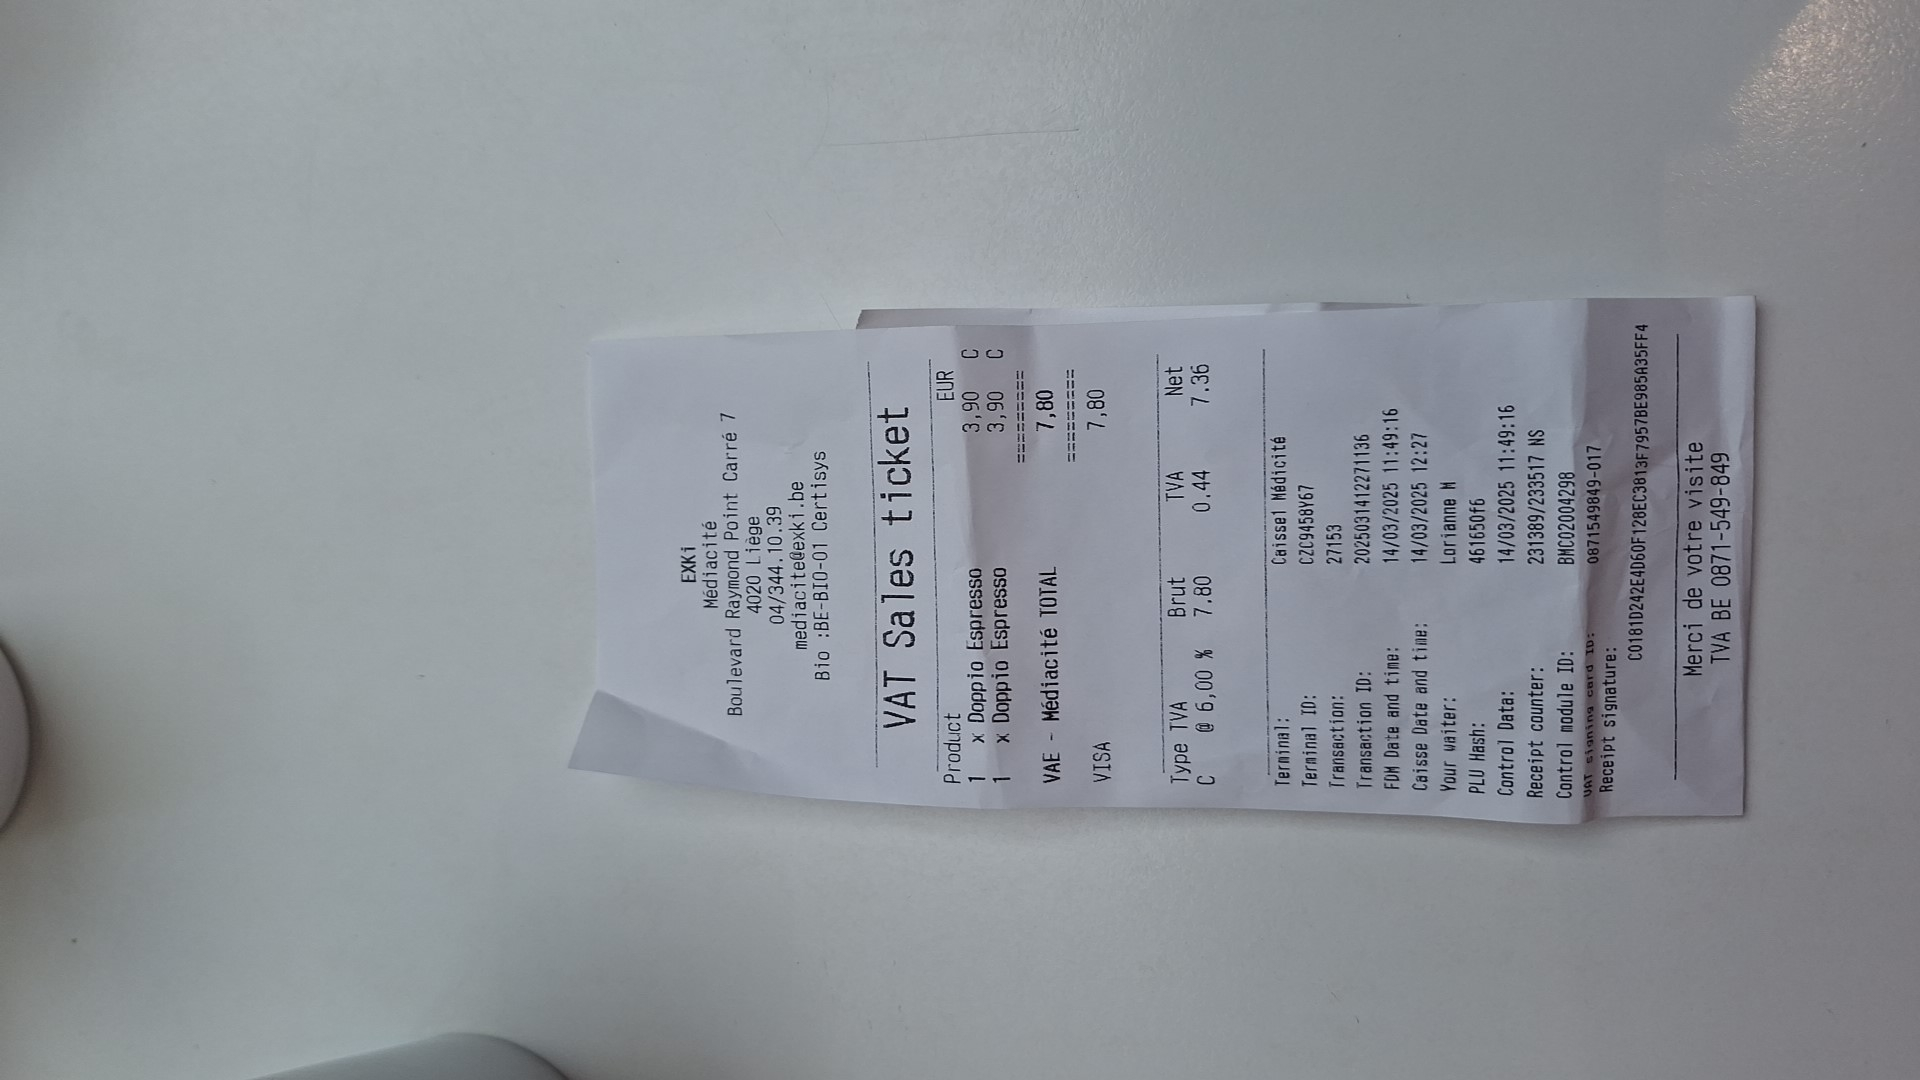 EXKi
Médiacité
Boulevard Raymond Point Carré 7
4020 Liège
04/344.10.39
mediacite@exki.be
Bio :BE-BIO-01 Certisys
VAT Sales ticket
Product EUR
1 x Doppio Espresso 3,90 C
1 x Doppio Espresso 3,90 C
=========
VAE - Médiacité TOTAL 7,80
=========
VISA 7,80
Type TVA Brut TVA Net
C @ 6,00 % 7.80 0.44 7.36
Terminal: Caisse1 Médicité
Terminal ID: CZC9458Y67
Transaction: 27153
Transaction ID: 2025031412271136
FDM Date and time: 14/03/2025 11:49:16
Caisse Date and time: 14/03/2025 12:27
Your waiter: Lorianne M
PLU Hash: 461650f6
Control Data: 14/03/2025 11:49:16
Receipt counter: 231389/233517 NS
Control module ID: BMC02004298
VAT signing card ID: 0871549849-017
Receipt signature:
C0181D242E4D60F128EC3813F7957BE985A35FF4
Merci de votre visite
TVA BE 0871-549-849